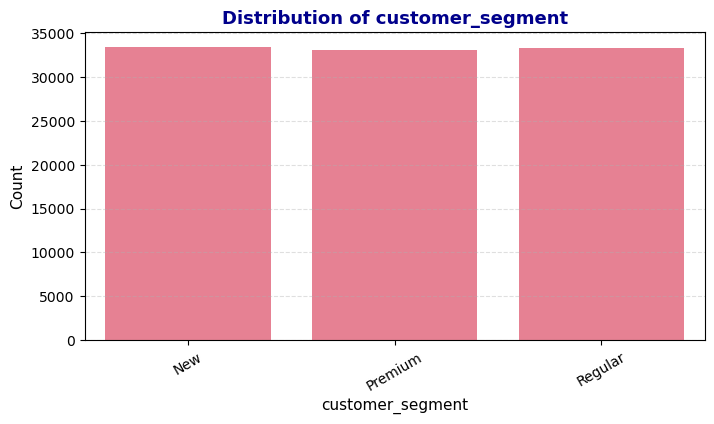 Distribution of customer_segment
Count
35000
30000
25000
20000
15000
10000
5000
0
New
Premium
Regular
customer_segment